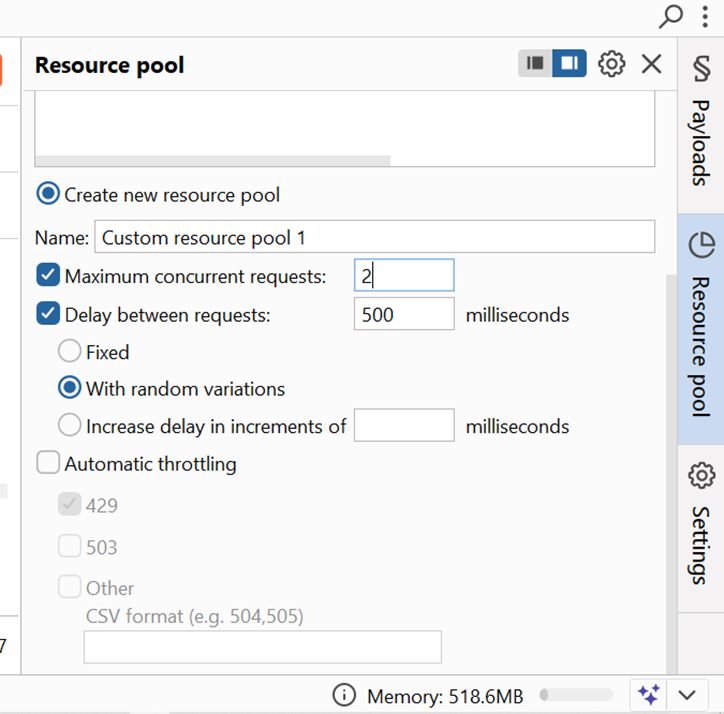 Resource pool
Create new resource pool
Name: Custom resource pool 1
Maximum concurrent requests: 2
Delay between requests: 500 milliseconds
Fixed
With random variations
Increase delay in increments of milliseconds
Automatic throttling
429
503
Other
CSV format (e.g. 504,505)
7
Memory: 518.6MB
§ Payloads
Resource pool
Settings